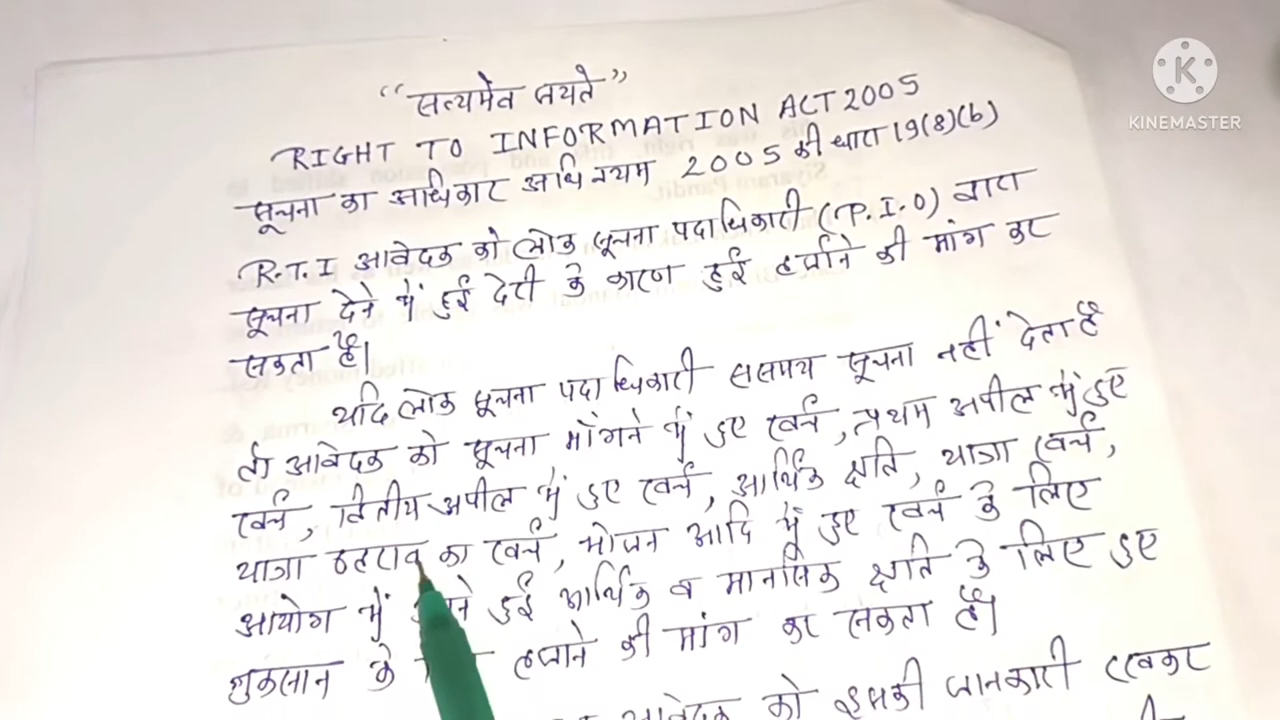 "सत्यमेव जयते"
RIGHT TO INFORMATION ACT 2005
सूचना का अधिकार अधिनियम 2005 की धारा 19(8)(b)
R.T.I आवेदक को लोक सूचना पदाधिकारी (P.I.O) द्वारा
सूचना देने में हुई देरी के कारण हुई हर्जाने की मांग कर
सकता है।
यदि लोक सूचना पदाधिकारी ससमय सूचना नहीं देता है
तो आवेदक को सूचना मांगने में हुए खर्च, प्रथम अपील में हुए
खर्च, द्वितीय अपील में हुए खर्च, आर्थिक क्षति, यात्रा खर्च,
यात्रा ठहराव का खर्च, भोजन आदि में हुए खर्च के लिए
आयोग में हुई आर्थिक व मानसिक क्षति के लिए हुए
नुकसान के हर्जाने की मांग कर सकता है।
आवेदक को इसकी जानकारी रखकर
KINEMASTER